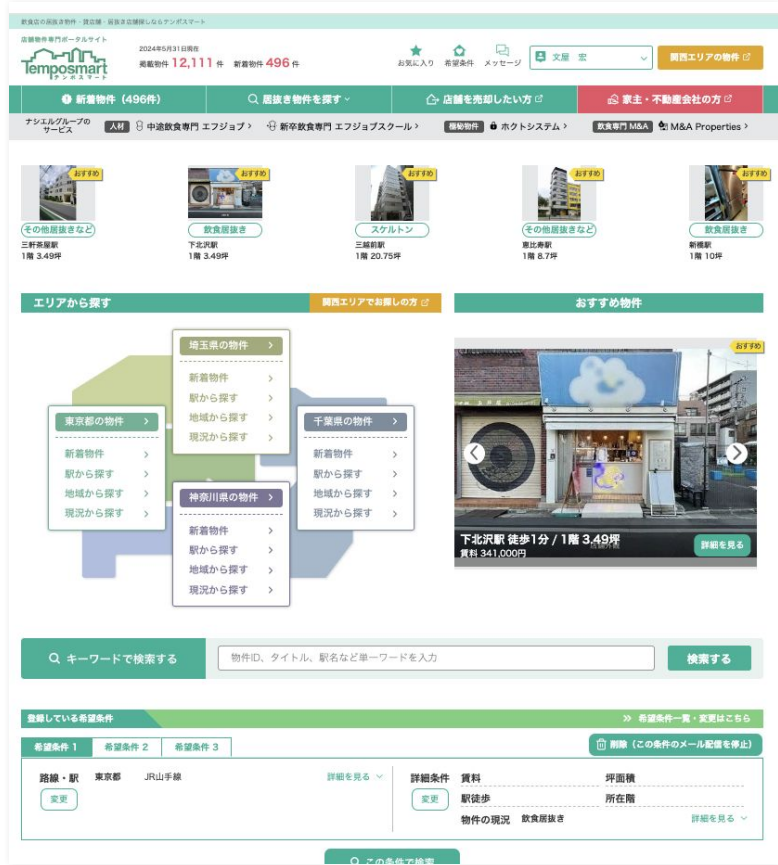 飲食店の居抜き物件・貸店舗・居抜き店舗探しならテンポスマート
店舗物件専門ポータルサイト
Temposmart
テンポスマート
2024年5月31日現在
掲載物件 12,111 件 新着物件 496 件
お気に入り 希望条件 メッセージ
文屋 宏
関西エリアの物件
新着物件（496件）
居抜き物件を探す
店舗を売却したい方
家主・不動産会社の方
ナシエルグループの
サービス
人材 中途飲食専門 エフジョブ 新卒飲食専門 エフジョブスクール
極秘物件 ホクトシステム
飲食専門 M&A M&A Properties
おすすめ おすすめ おすすめ おすすめ
その他居抜きなど 飲食居抜き スケルトン その他居抜きなど 飲食居抜き
三軒茶屋駅 下北沢駅 三越前駅 恵比寿駅 新橋駅
1階 3.49坪 1階 3.49坪 1階 20.75坪 1階 8.7坪 1階 10坪
エリアから探す
関西エリアでお探しの方
おすすめ物件
埼玉県の物件
新着物件
駅から探す
地域から探す
現況から探す
東京都の物件
新着物件
駅から探す
地域から探す
現況から探す
千葉県の物件
新着物件
駅から探す
地域から探す
現況から探す
神奈川県の物件
新着物件
駅から探す
地域から探す
現況から探す
おすすめ
下北沢駅 徒歩1分 / 1階 3.49坪
賃料 341,000円
詳細を見る
キーワードで検索する
物件ID、タイトル、駅名など単一ワードを入力
検索する
登録している希望条件
希望条件一覧・変更はこちら
希望条件 1 希望条件 2 希望条件 3
削除（この条件のメール配信を停止）
路線・駅 東京都 JR山手線 詳細を見る
変更
詳細条件 賃料 坪面積
変更 駅徒歩 所在階
物件の現況 飲食居抜き 詳細を見る
この条件で検索